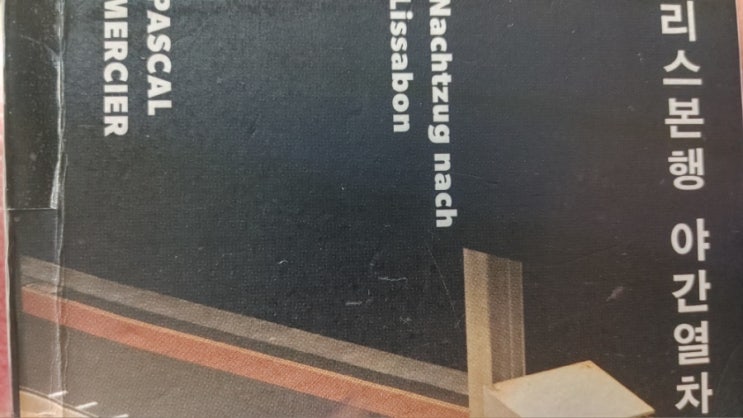 리스본행 야간열차
Nachtzug nach
Lissabon
PASCAL
MERCIER